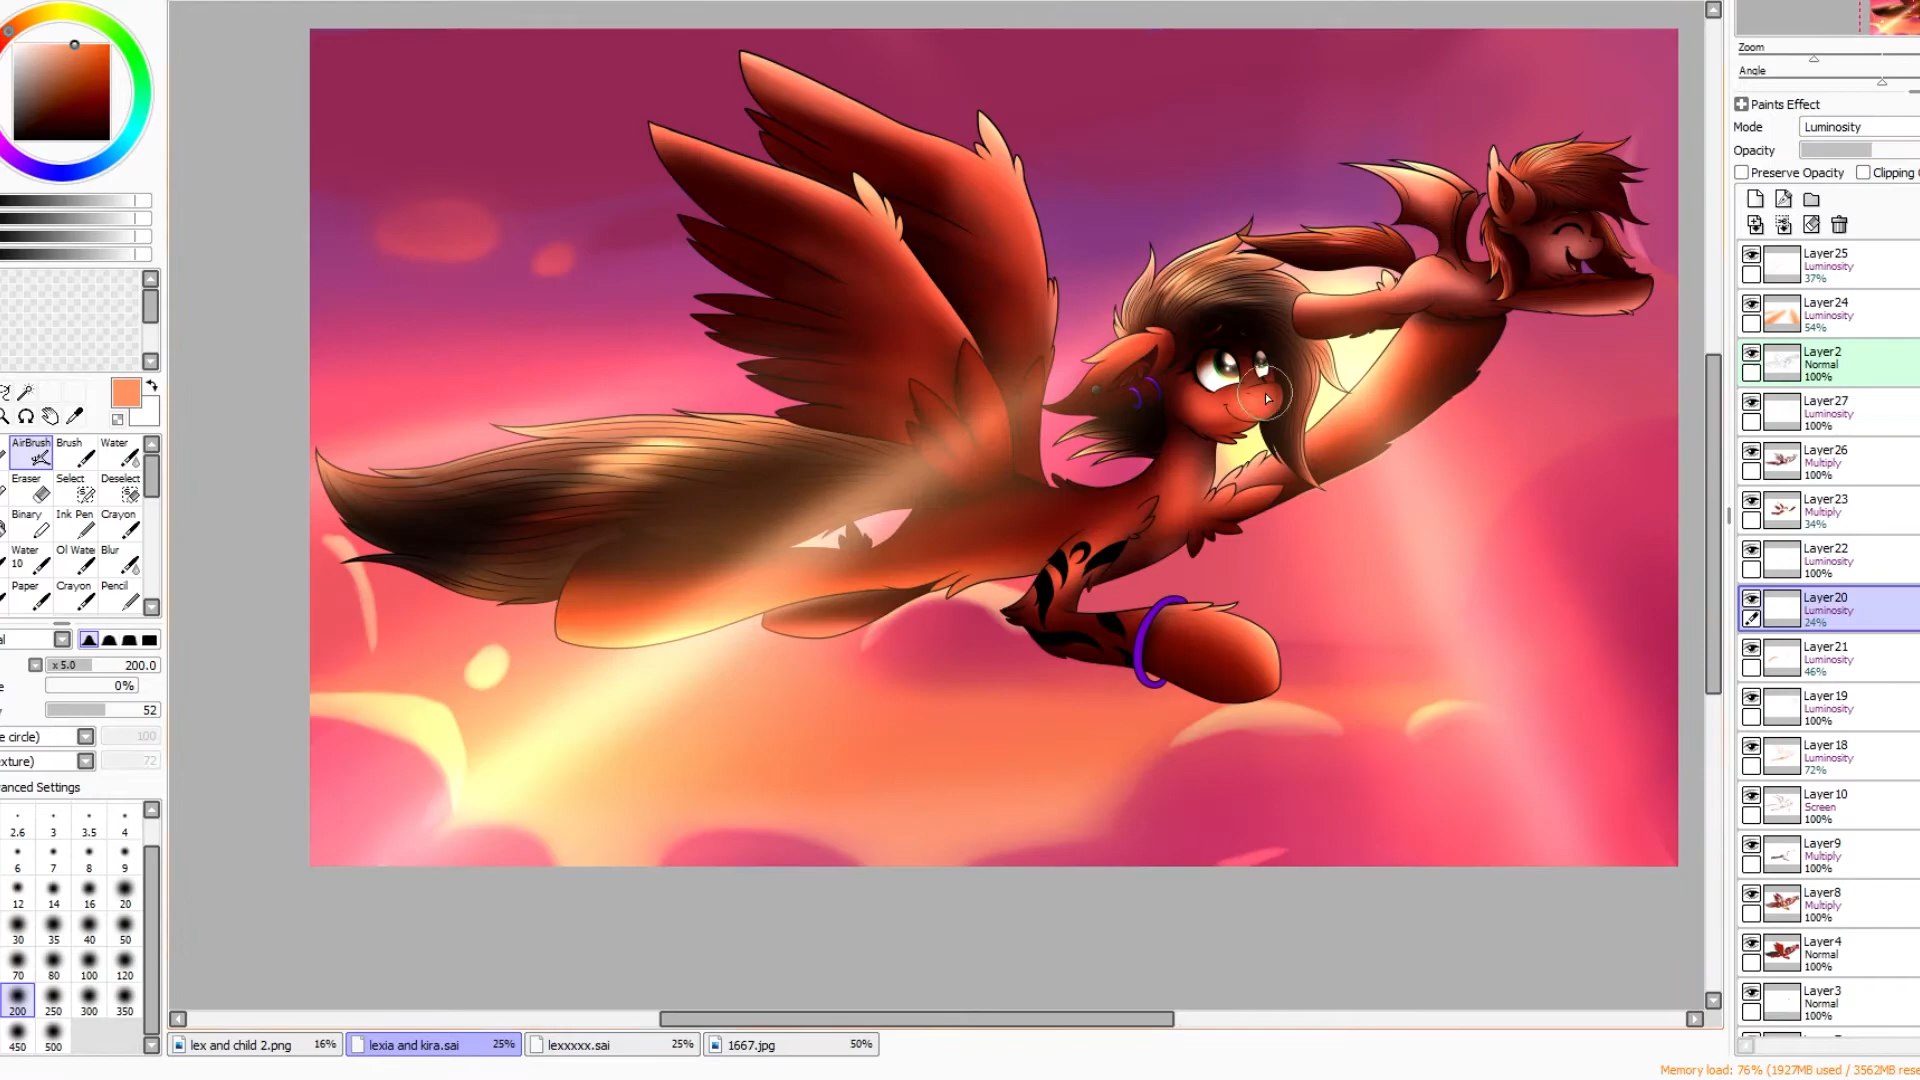 Zoom
Angle
Paints Effect
Mode Luminosity
Opacity
Preserve Opacity Clipping
Layer25
Luminosity
37%
Layer24
Luminosity
54%
Layer2
Normal
100%
Layer27
Luminosity
100%
Layer26
Multiply
100%
Layer23
Multiply
34%
Layer22
Luminosity
100%
Layer20
Luminosity
24%
Layer21
Luminosity
46%
Layer19
Luminosity
100%
Layer18
Luminosity
72%
Layer10
Screen
100%
Layer9
Multiply
100%
Layer8
Multiply
100%
Layer4
Normal
100%
Layer3
Normal
100%
AirBrush Brush Water
Eraser Select Deselect
Binary Ink Pen Crayon
Water 10 Ol Wate Blur
Paper Crayon Pencil
x 5.0 200.0
0%
52
circle) 100
72
Settings
2.6 3 3.5 4
6 7 8 9
12 14 16 20
30 35 40 50
70 80 100 120
200 250 300 350
450 500
lex and child 2.png 16% lexia and kira.sai 25% lexxxxx.sai 25% 1667.jpg 50%
Memory load: 76% (1927MB used / 3562MB rese